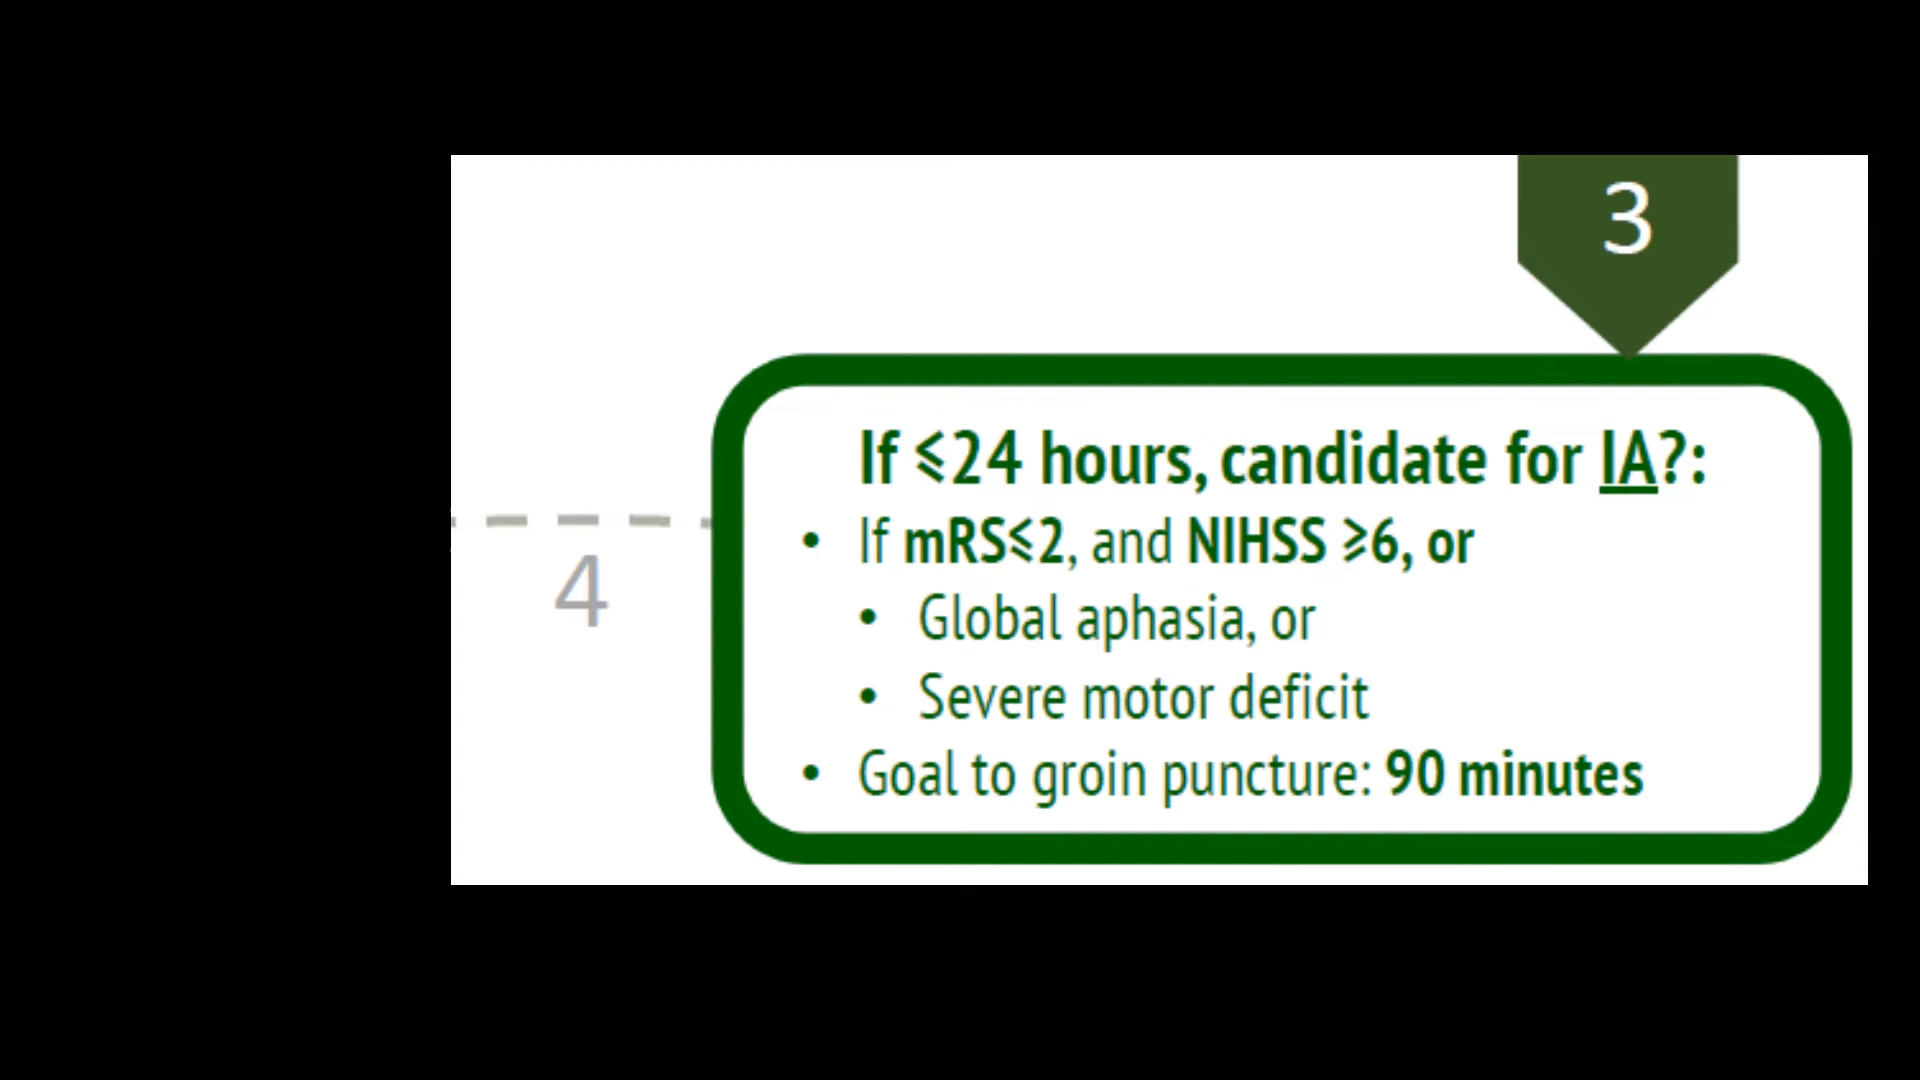 3
If ≤24 hours, candidate for IA?:
• If mRS≤2, and NIHSS ≥6, or
• Global aphasia, or
• Severe motor deficit
• Goal to groin puncture: 90 minutes
4